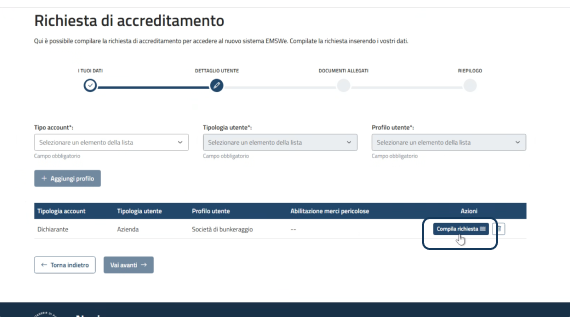 Richiesta di accreditamento
Qui è possibile compilare la richiesta di accreditamento per accedere al nuovo sistema EMSWe. Compilate la richiesta inserendo i vostri dati.
I TUOI DATI DETTAGLIO UTENTE DOCUMENTI ALLEGATI RIEPILOGO
Tipo account*: Tipologia utente*: Profilo utente*:
Selezionare un elemento della lista Selezionare un elemento della lista Selezionare un elemento della lista
Campo obbligatorio Campo obbligatorio Campo obbligatorio
+ Aggiungi profilo
Tipologia account Tipologia utente Profilo utente Abilitazione merci pericolose Azioni
Dichiarante Azienda Società di bunkeraggio -- Compila richiesta
← Torna indietro Vai avanti →